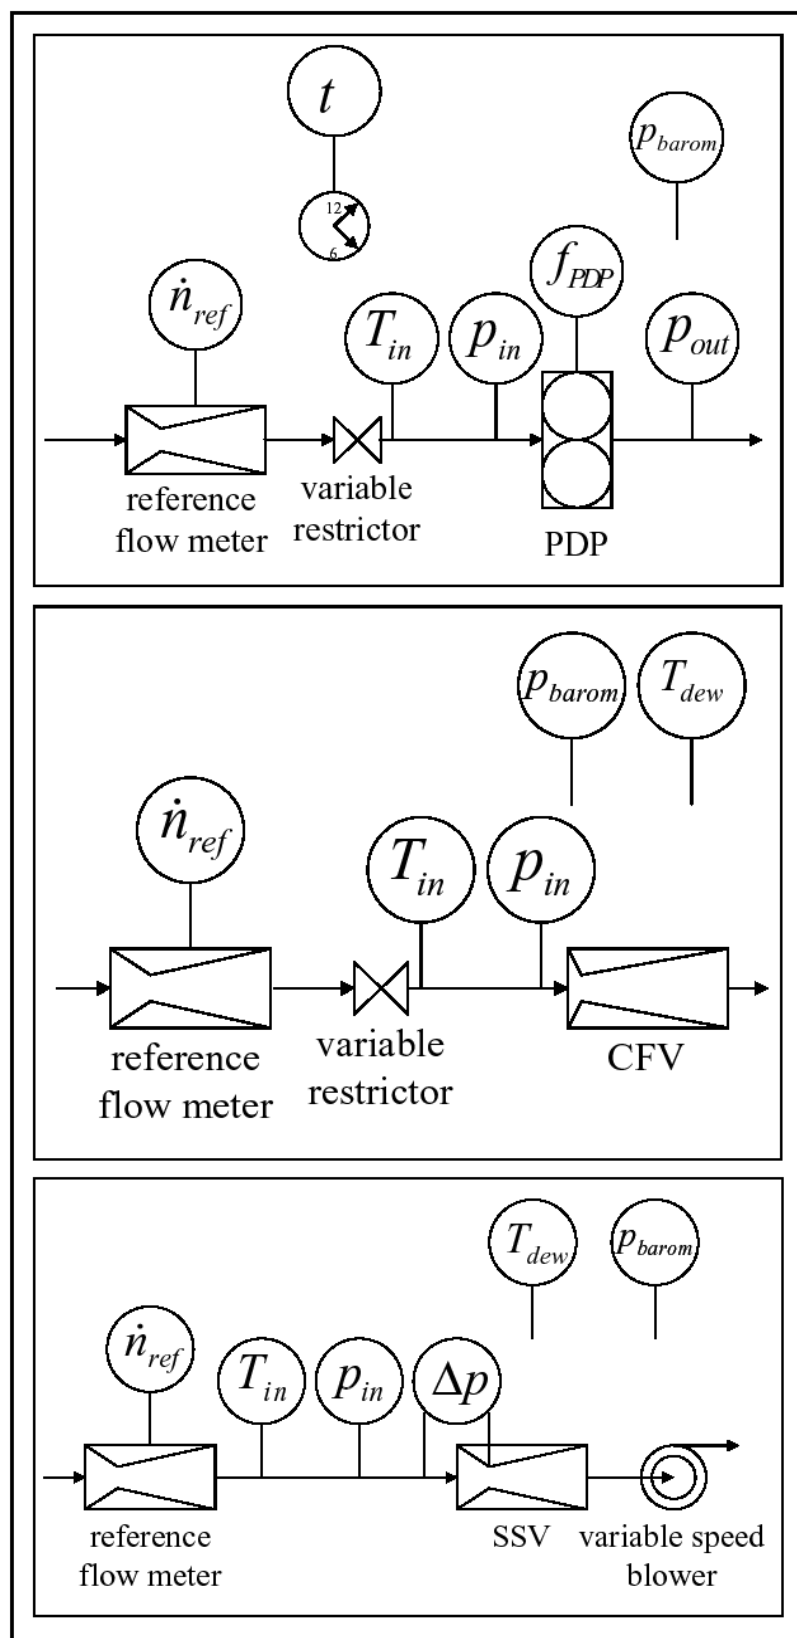 t
p_barom
12
6
f_PDP
ṅ_ref
T_in
p_in
p_out
reference
flow meter
variable
restrictor
PDP
p_barom
T_dew
ṅ_ref
T_in
p_in
reference
flow meter
variable
restrictor
CFV
T_dew
p_barom
ṅ_ref
T_in
p_in
Δp
reference
flow meter
SSV
variable speed
blower